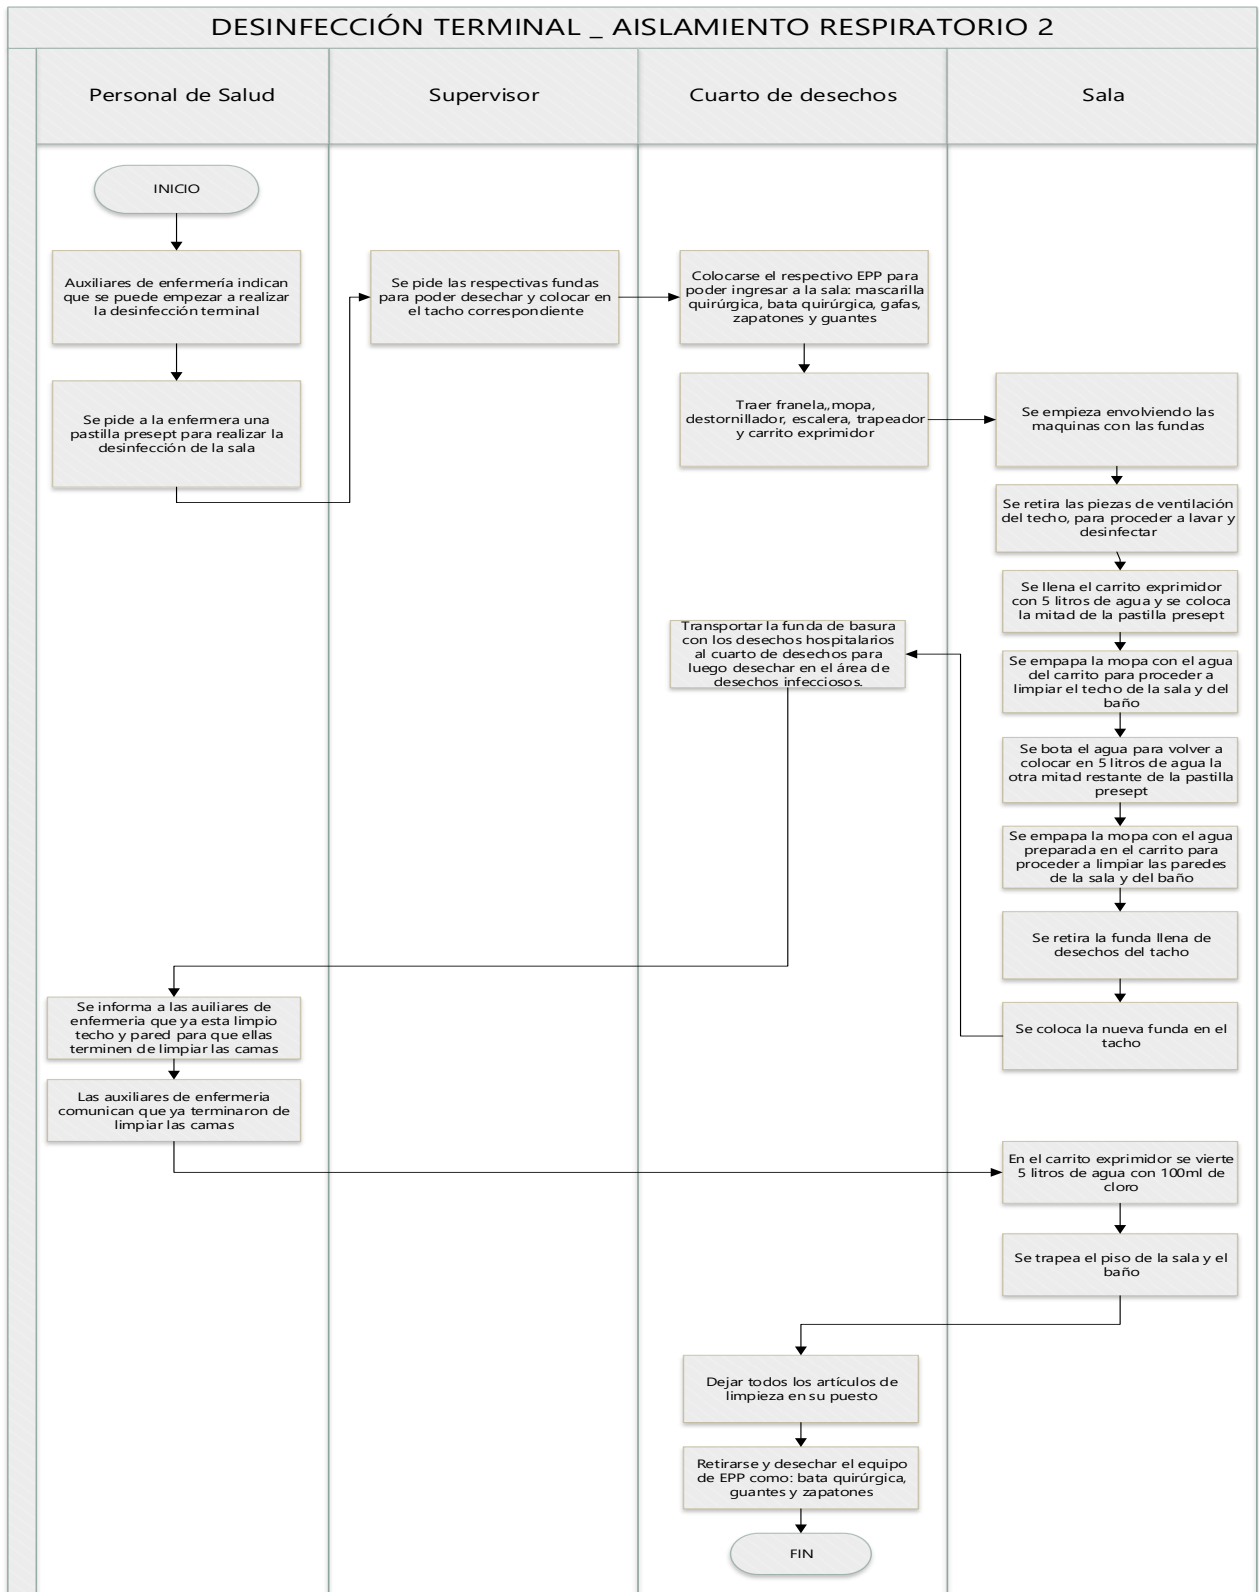 DESINFECCIÓN TERMINAL _ AISLAMIENTO RESPIRATORIO 2
Personal de Salud
Supervisor
Cuarto de desechos
Sala
INICIO
Auxiliares de enfermería indican
que se puede empezar a realizar
la desinfección terminal
Se pide a la enfermera una
pastilla presept para realizar la
desinfección de la sala
Se pide las respectivas fundas
para poder desechar y colocar en
el tacho correspondiente
Colocarse el respectivo EPP para
poder ingresar a la sala: mascarilla
quirúrgica, bata quirúrgica, gafas,
zapatones y guantes
Traer franela,,mopa,
destornillador, escalera, trapeador
y carrito exprimidor
Se empieza envolviendo las
maquinas con las fundas
Se retira las piezas de ventilación
del techo, para proceder a lavar y
desinfectar
Se llena el carrito exprimidor
con 5 litros de agua y se coloca
la mitad de la pastilla presept
Se empapa la mopa con el agua
del carrito para proceder a
limpiar el techo de la sala y del
baño
Se bota el agua para volver a
colocar en 5 litros de agua la
otra mitad restante de la pastilla
presept
Se empapa la mopa con el agua
preparada en el carrito para
proceder a limpiar las paredes
de la sala y del baño
Se retira la funda llena de
desechos del tacho
Se coloca la nueva funda en el
tacho
Transportar la funda de basura
con los desechos hospitalarios
al cuarto de desechos para
luego desechar en el área de
desechos infecciosos.
Se informa a las auiliares de
enfermeria que ya esta limpio
techo y pared para que ellas
terminen de limpiar las camas
Las auxiliares de enfermeria
comunican que ya terminaron de
limpiar las camas
En el carrito exprimidor se vierte
5 litros de agua con 100ml de
cloro
Se trapea el piso de la sala y el
baño
Dejar todos los artículos de
limpieza en su puesto
Retirarse y desechar el equipo
de EPP como: bata quirúrgica,
guantes y zapatones
FIN